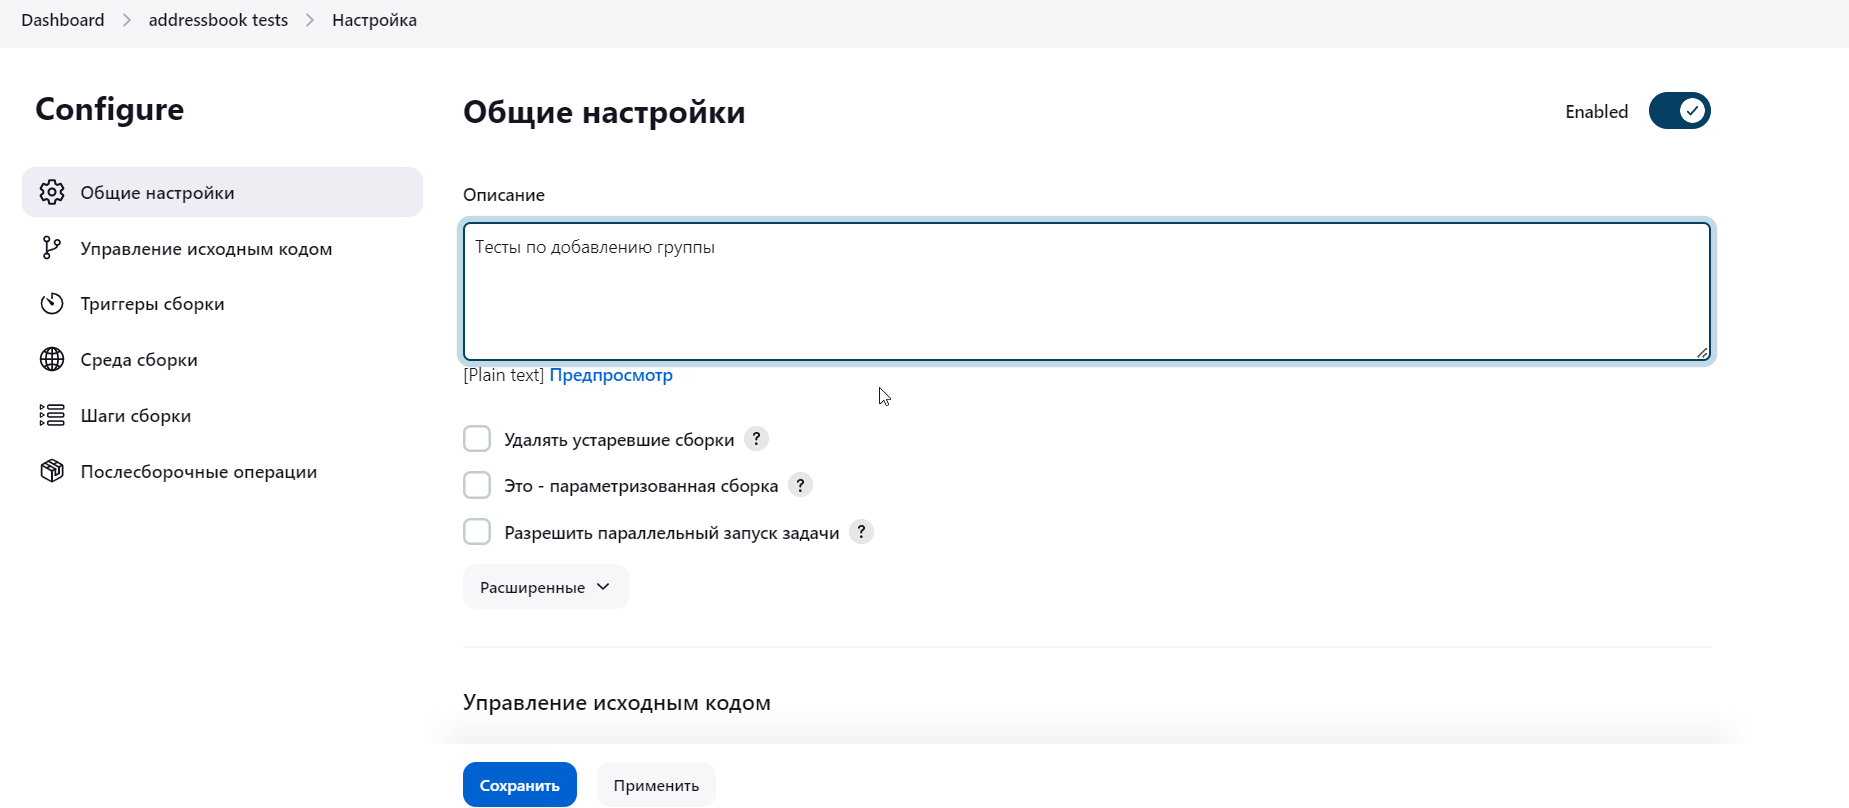 Dashboard > addressbook tests > Настройка
Configure
Общие настройки
Управление исходным кодом
Триггеры сборки
Среда сборки
Шаги сборки
Послесборочные операции
Общие настройки
Enabled
Описание
Тесты по добавлению группы
[Plain text] Предпросмотр
Удалять устаревшие сборки ?
Это - параметризованная сборка ?
Разрешить параллельный запуск задачи ?
Расширенные
Управление исходным кодом
Сохранить
Применить